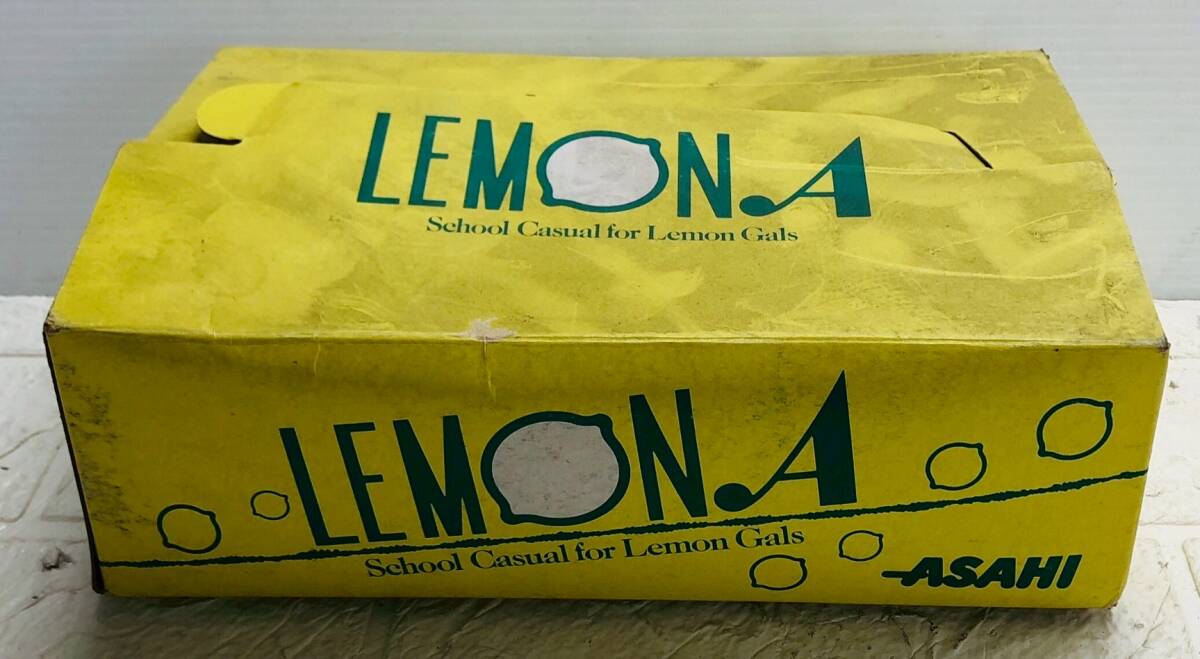 LEMON.A
School Casual for Lemon Gals
LEMON.A
School Casual for Lemon Gals
ASAHI